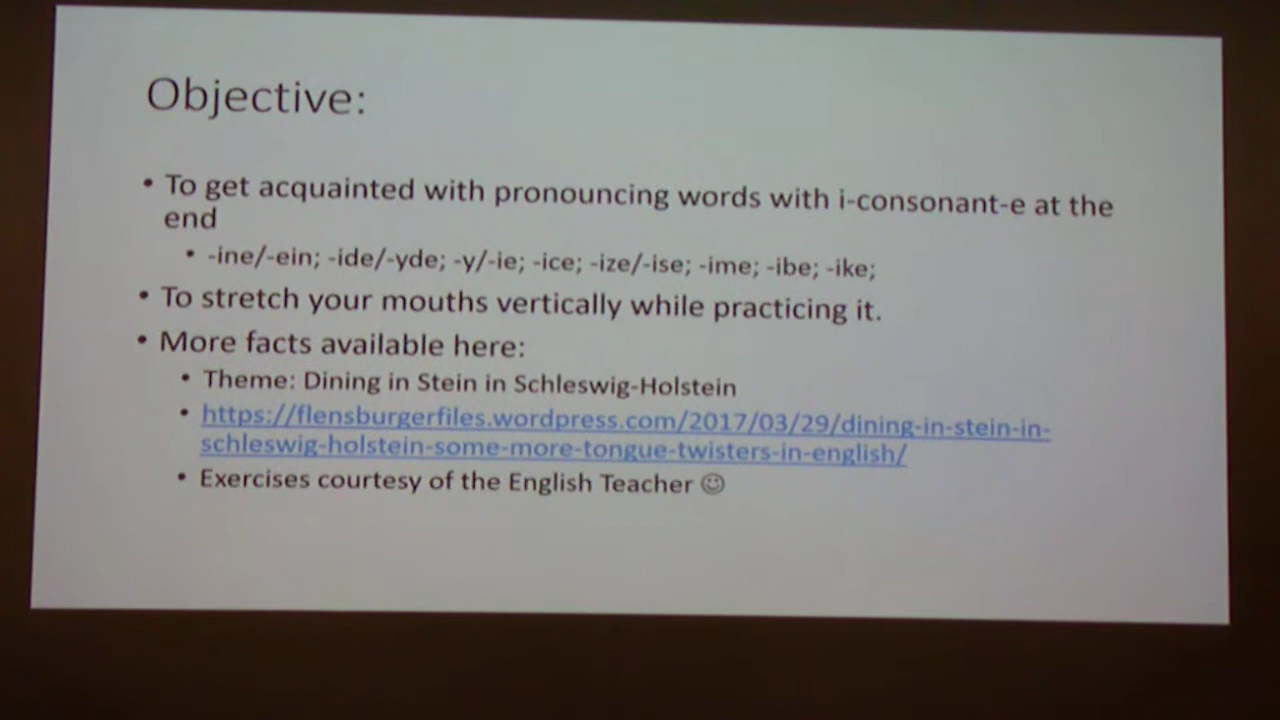 Objective:
• To get acquainted with pronouncing words with i-consonant-e at the
end
• -ine/-ein; -ide/-yde; -y/-ie; -ice; -ize/-ise; -ime; -ibe; -ike;
• To stretch your mouths vertically while practicing it.
• More facts available here:
• Theme: Dining in Stein in Schleswig-Holstein
• https://flensburgerfiles.wordpress.com/2017/03/29/dining-in-stein-in-
schleswig-holstein-some-more-tongue-twisters-in-english/
• Exercises courtesy of the English Teacher ☺